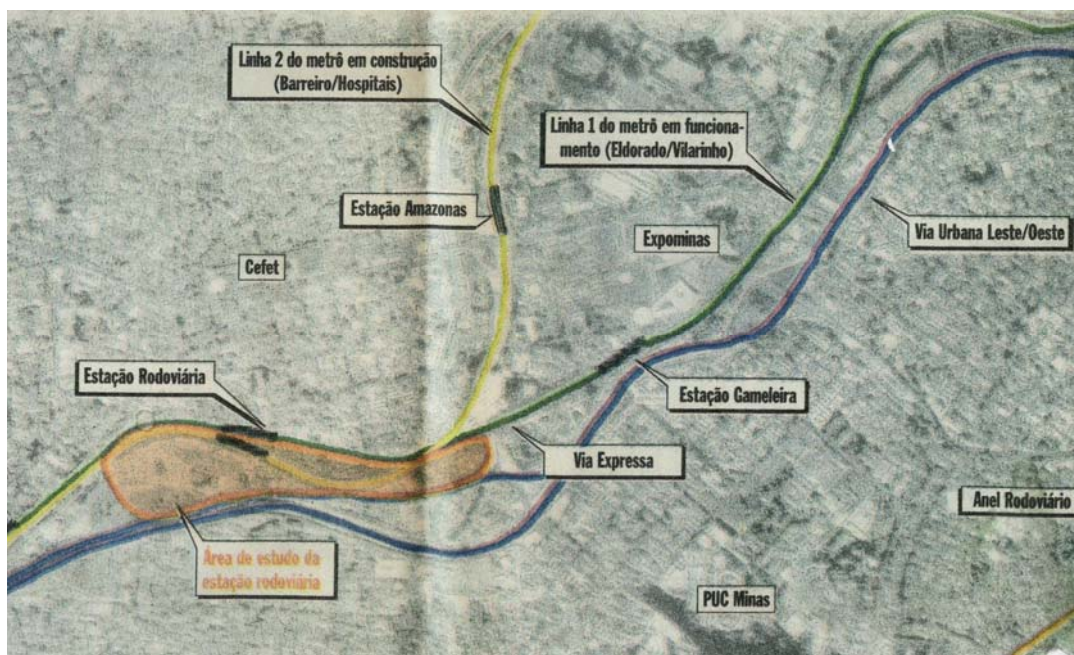 Linha 2 do metrô em construção
(Barreiro/Hospitais)
Linha 1 do metrô em funciona-
mento (Eldorado/Vilarinho)
Estação Amazonas
Via Urbana Leste/Oeste
Expominas
Cefet
Estação Rodoviária
Estação Gameleira
Via Expressa
Anel Rodoviário
Área de estudo da
estação rodoviária
PUC Minas